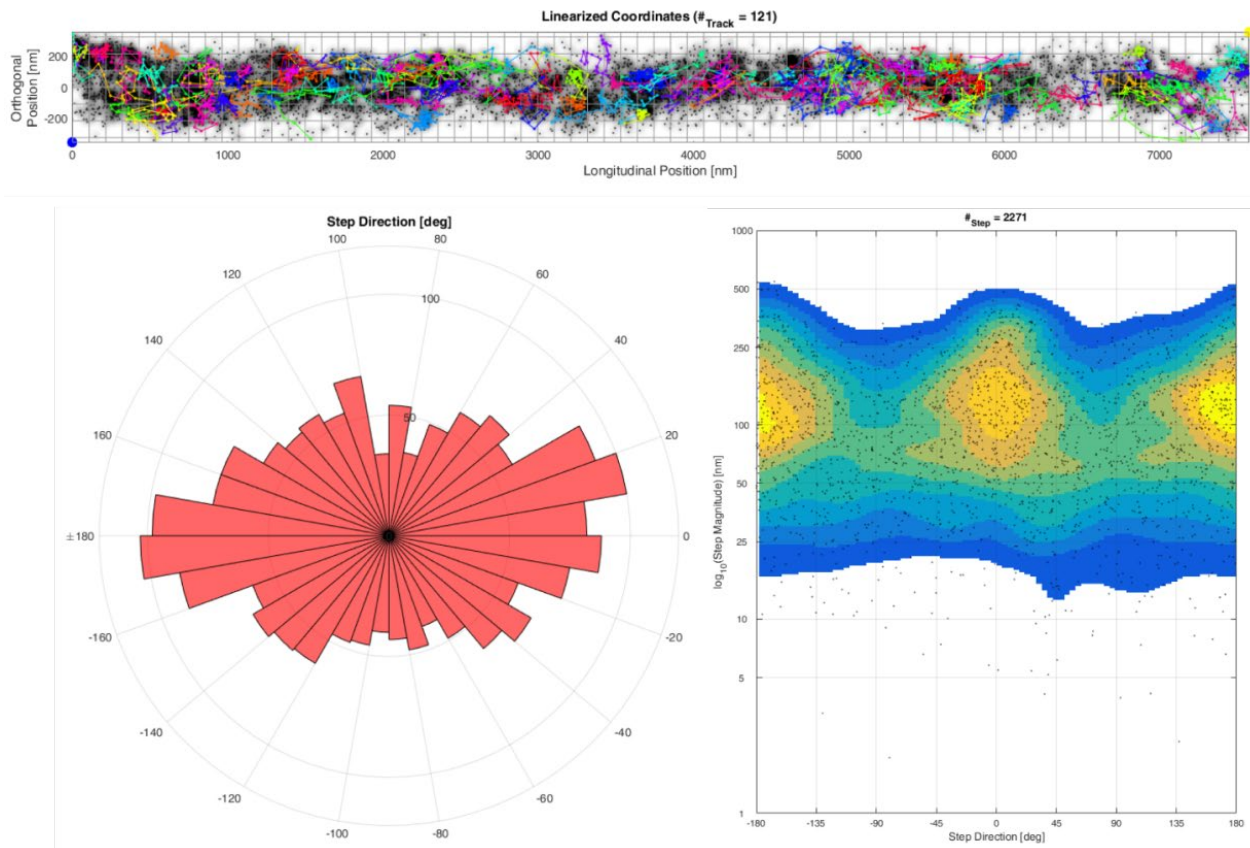 Linearized Coordinates (#Track = 121)
Orthogonal
Position [nm]
200
0
-200
0 1000 2000 3000 4000 5000 6000 7000
Longitudinal Position [nm]
Step Direction [deg]
100 80
120 60
100
140 40
50
160 20
±180 0
-160 -20
-140 -40
-120 -60
-100 -80
#Step = 2271
1000
500
250
100
50
25
10
5
1
log10(Step Magnitude) [nm]
-180 -135 -90 -45 0 45 90 135 180
Step Direction [deg]